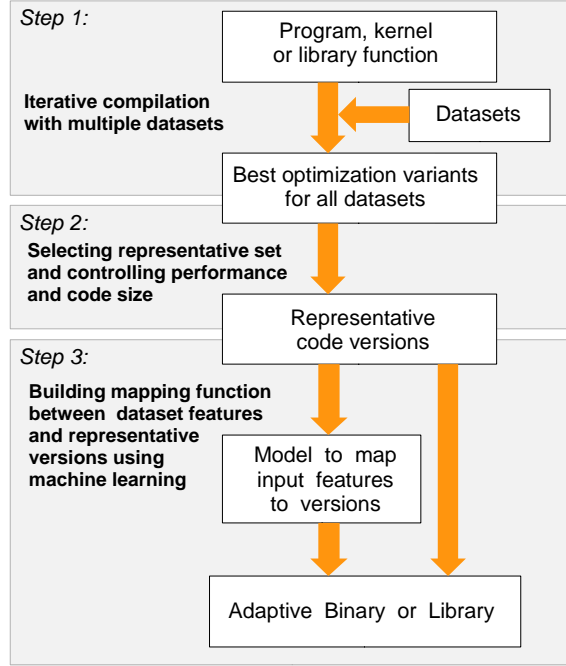 Step 1:
Program, kernel
or library function
Iterative compilation
with multiple datasets
Datasets
Best optimization variants
for all datasets
Step 2:
Selecting representative set
and controlling performance
and code size
Representative
code versions
Step 3:
Building mapping function
between dataset features
and representative
versions using
machine learning
Model to map
input features
to versions
Adaptive Binary or Library